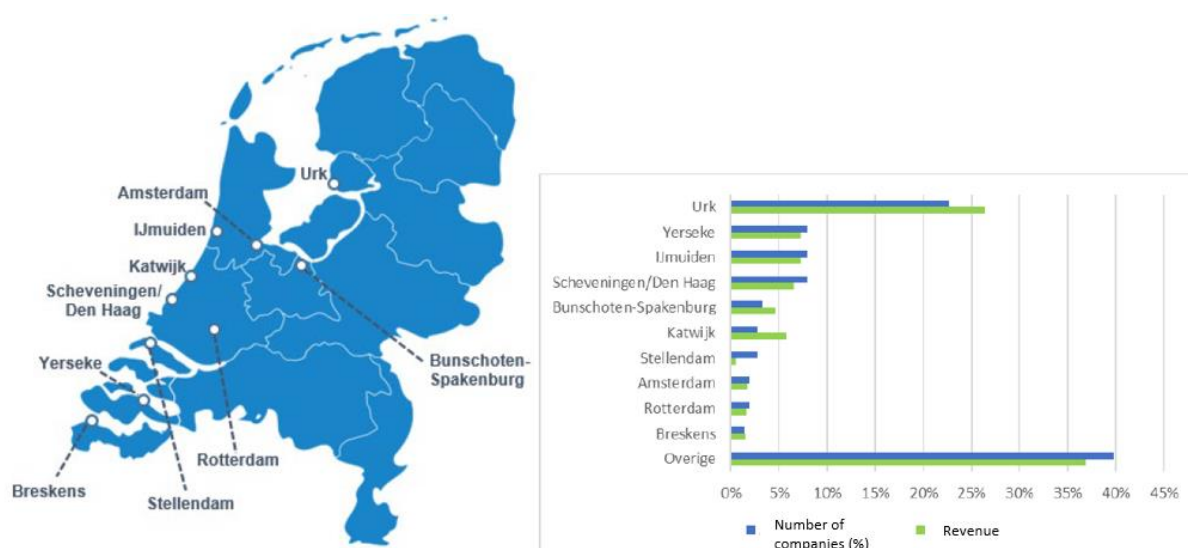 Urk
Amsterdam
IJmuiden
Katwijk
Scheveningen/
Den Haag
Yerseke
Bunschoten-
Spakenburg
Rotterdam
Breskens
Stellendam
Urk
Yerseke
IJmuiden
Scheveningen/Den Haag
Bunschoten-Spakenburg
Katwijk
Stellendam
Amsterdam
Rotterdam
Breskens
Overige
0% 5% 10% 15% 20% 25% 30% 35% 40% 45%
Number of
companies (%)
Revenue